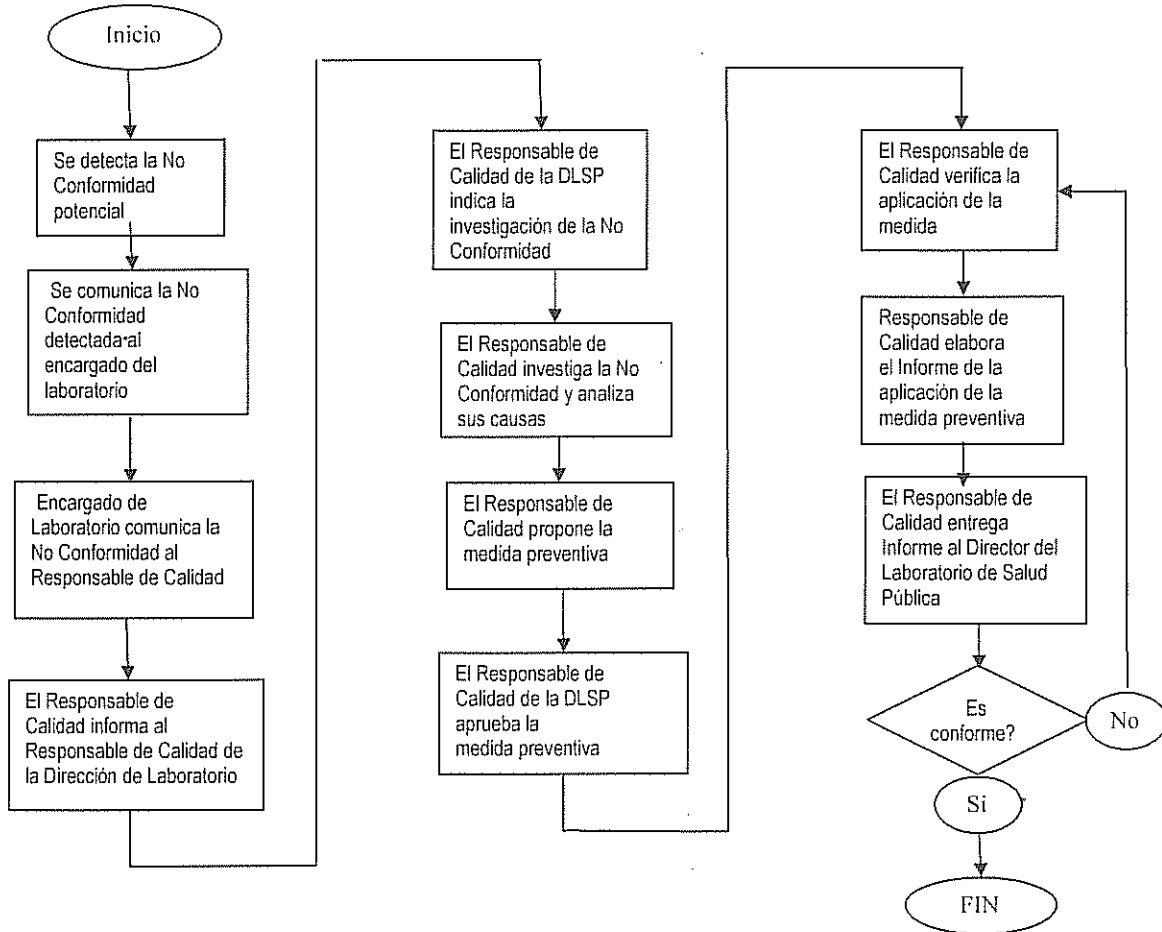 Inicio
Se detecta la No
Conformidad
potencial
Se comunica la No
Conformidad
detectada al
encargado del
laboratorio
Encargado de
Laboratorio comunica la
No Conformidad al
Responsable de Calidad
El Responsable de
Calidad informa al
Responsable de Calidad de
la Dirección de Laboratorio
El Responsable de
Calidad de la DLSP
indica la
investigación de la No
Conformidad
El Responsable de
Calidad investiga la No
Conformidad y analiza
sus causas
El Responsable de
Calidad propone la
medida preventiva
El Responsable de
Calidad de la DLSP
aprueba la
medida preventiva
El Responsable de
Calidad verifica la
aplicación de la
medida
Responsable de
Calidad elabora
el Informe de la
aplicación de la
medida preventiva
El Responsable de
Calidad entrega
Informe al Director del
Laboratorio de Salud
Pública
Es
conforme?
No
Si
FIN